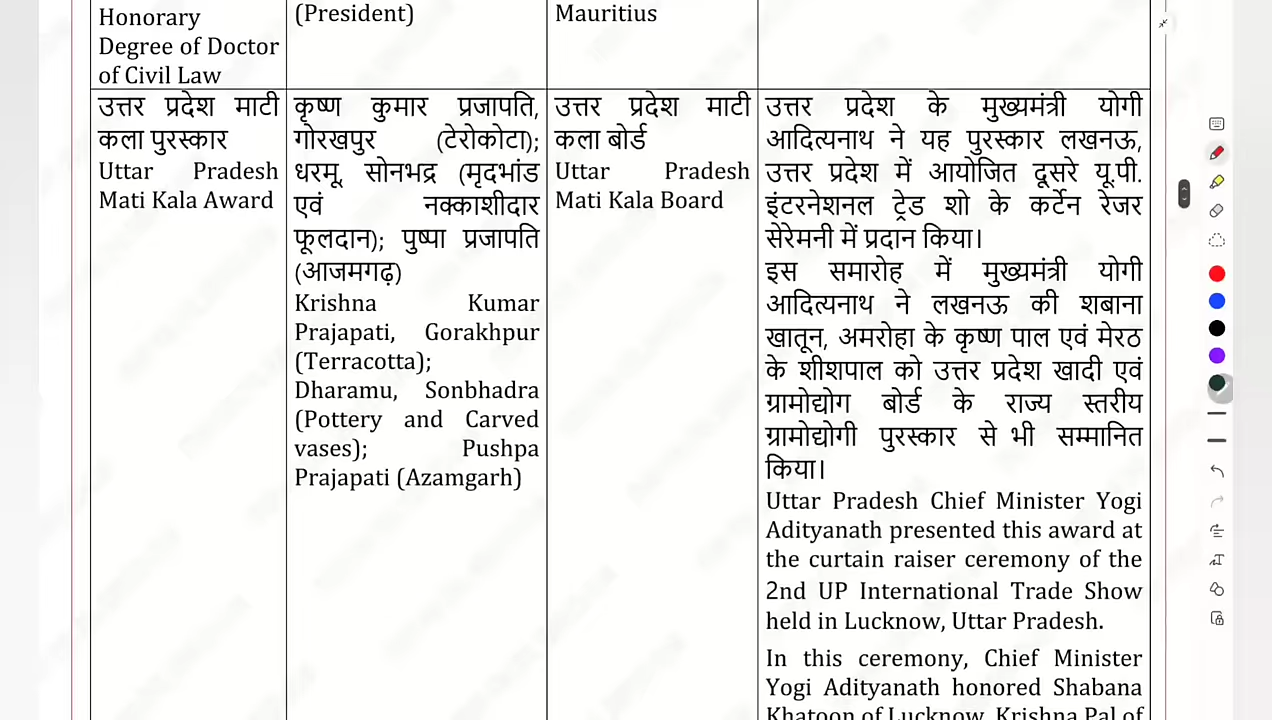 Honorary
Degree of Doctor
of Civil Law
(President)
Mauritius
उत्तर प्रदेश माटी
कला पुरस्कार
Uttar Pradesh
Mati Kala Award
कृष्ण कुमार प्रजापति,
गोरखपुर (टेरोकोटा);
धरमू, सोनभद्र (मृदभांड
एवं नक्काशीदार
फूलदान); पुष्पा प्रजापति
(आजमगढ़)
Krishna Kumar
Prajapati, Gorakhpur
(Terracotta);
Dharamu, Sonbhadra
(Pottery and Carved
vases); Pushpa
Prajapati (Azamgarh)
उत्तर प्रदेश माटी
कला बोर्ड
Uttar Pradesh
Mati Kala Board
उत्तर प्रदेश के मुख्यमंत्री योगी
आदित्यनाथ ने यह पुरस्कार लखनऊ,
उत्तर प्रदेश में आयोजित दूसरे यू.पी.
इंटरनेशनल ट्रेड शो के कर्टेन रेजर
सेरेमनी में प्रदान किया।
इस समारोह में मुख्यमंत्री योगी
आदित्यनाथ ने लखनऊ की शबाना
खातून, अमरोहा के कृष्ण पाल एवं मेरठ
के शीशपाल को उत्तर प्रदेश खादी एवं
ग्रामोद्योग बोर्ड के राज्य स्तरीय
ग्रामोद्योगी पुरस्कार से भी सम्मानित
किया।
Uttar Pradesh Chief Minister Yogi
Adityanath presented this award at
the curtain raiser ceremony of the
2nd UP International Trade Show
held in Lucknow, Uttar Pradesh.
In this ceremony, Chief Minister
Yogi Adityanath honored Shabana
Khatoon of Lucknow, Krishna Pal of